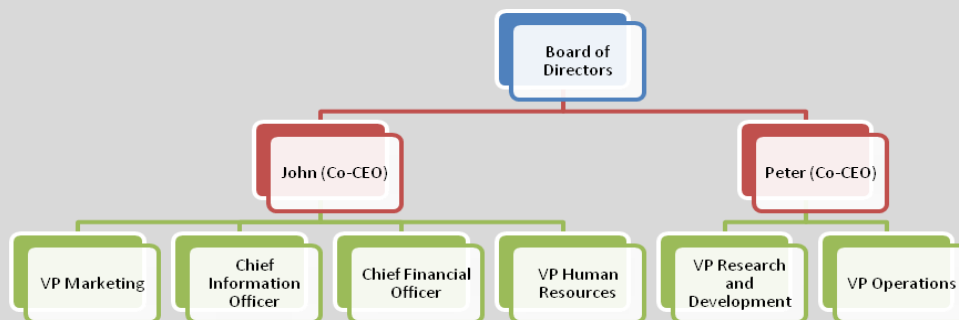 Board of
Directors
John (Co-CEO)
Peter (Co-CEO)
VP Marketing
Chief
Information
Officer
Chief Financial
Officer
VP Human
Resources
VP Research
and
Development
VP Operations